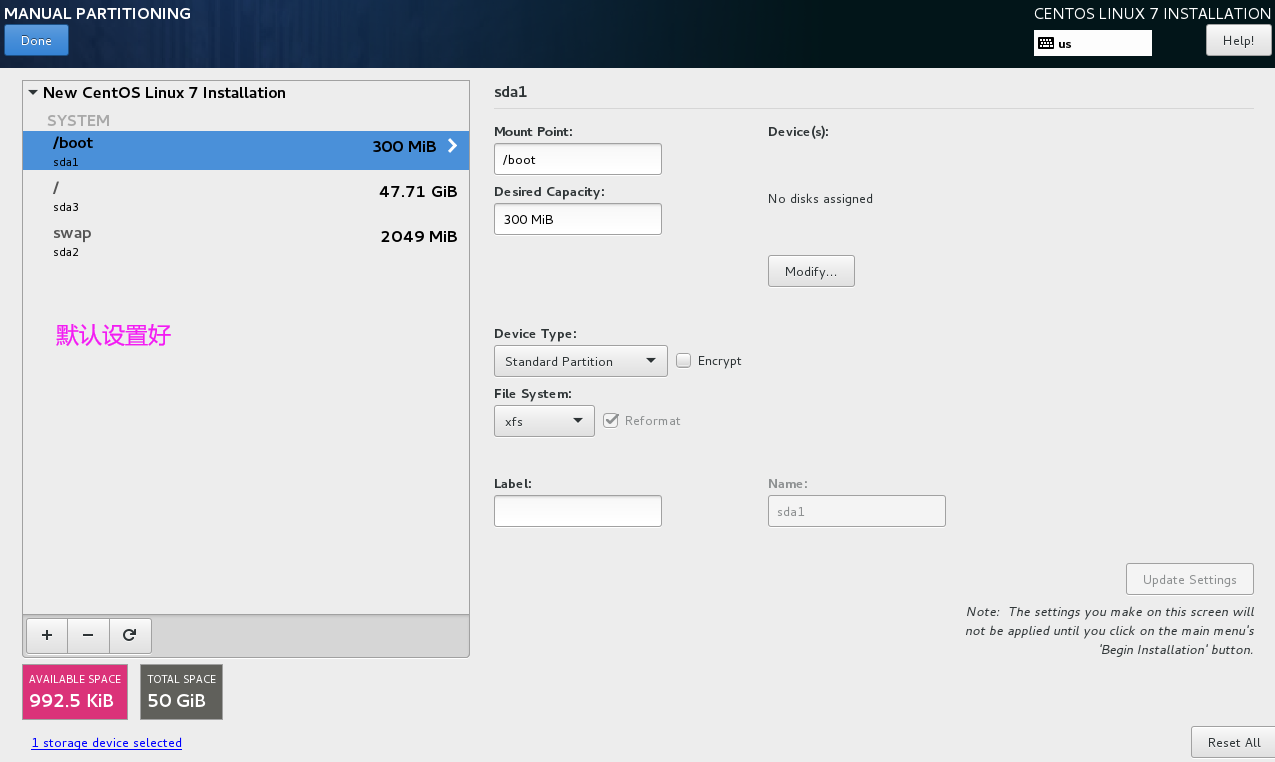 MANUAL PARTITIONING
CENTOS LINUX 7 INSTALLATION
Done
us
Help!
New CentOS Linux 7 Installation
SYSTEM
/boot
300 MiB
sda1
/
47.71 GiB
sda3
swap
2049 MiB
sda2
默认设置好
sda1
Mount Point:
/boot
Desired Capacity:
300 MiB
Device(s):
No disks assigned
Modify...
Device Type:
Standard Partition
Encrypt
File System:
xfs
Reformat
Label:
Name:
sda1
Update Settings
Note: The settings you make on this screen will
not be applied until you click on the main menu's
'Begin Installation' button.
AVAILABLE SPACE
992.5 KiB
TOTAL SPACE
50 GiB
1 storage device selected
Reset All